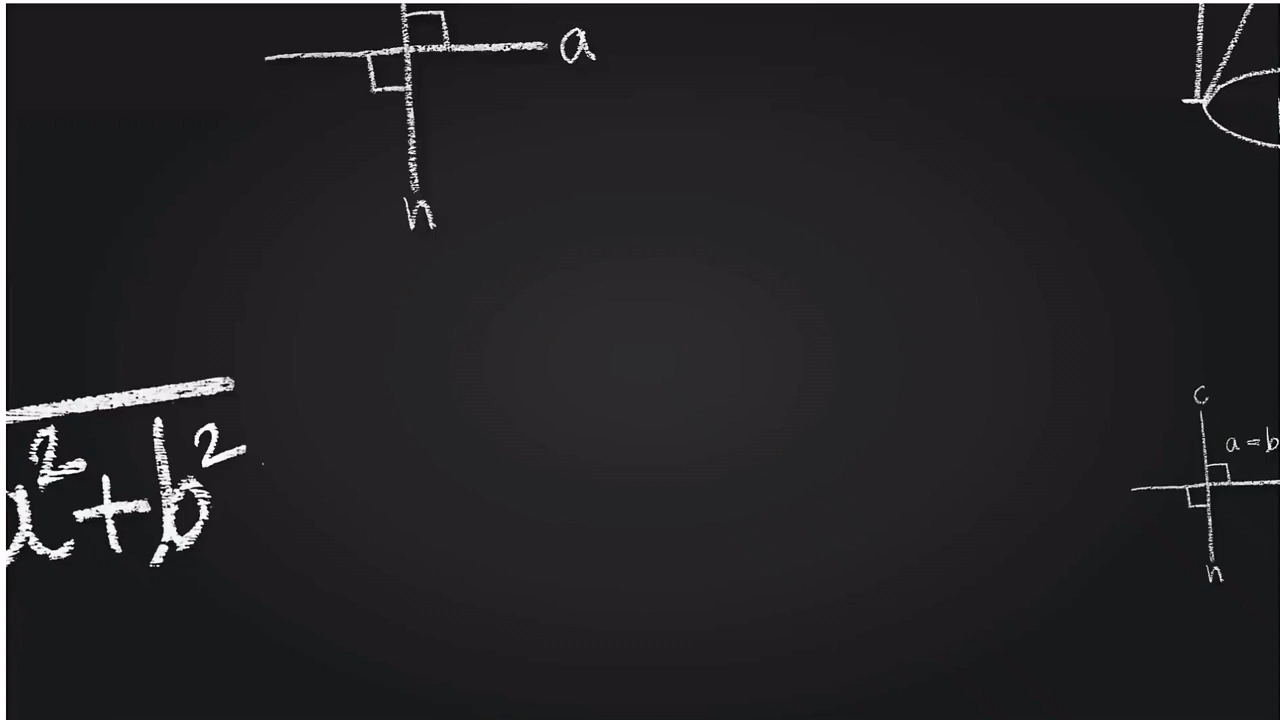 a
n
c
a = b
a² + b²
n